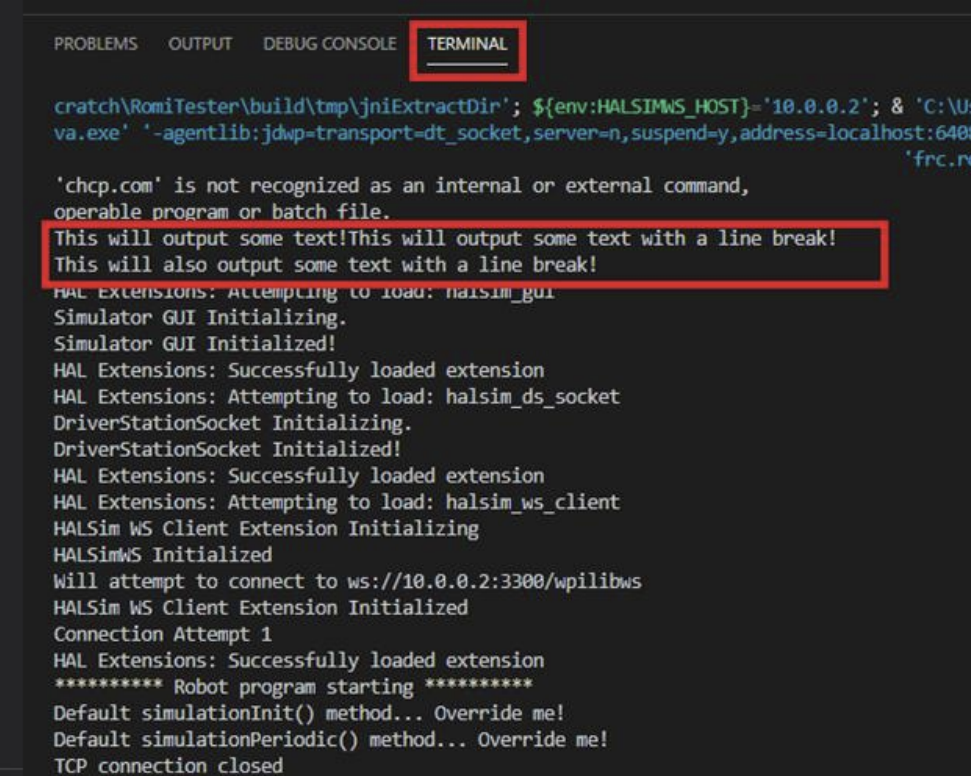 PROBLEMS OUTPUT DEBUG CONSOLE TERMINAL
cratch\RomiTester\build\tmp\jniExtractDir'; ${env:HALSIMWS_HOST}='10.0.0.2'; & 'C:\U
va.exe' '-agentlib:jdwp=transport=dt_socket,server=n,suspend=y,address=localhost:640
'frc.re
'chcp.com' is not recognized as an internal or external command,
operable program or batch file.
This will output some text!This will output some text with a line break!
This will also output some text with a line break!
HAL Extensions: Attempting to load: halsim_gui
Simulator GUI Initializing.
Simulator GUI Initialized!
HAL Extensions: Successfully loaded extension
HAL Extensions: Attempting to load: halsim_ds_socket
DriverStationSocket Initializing.
DriverStationSocket Initialized!
HAL Extensions: Successfully loaded extension
HAL Extensions: Attempting to load: halsim_ws_client
HALSim WS Client Extension Initializing
HALSimWS Initialized
Will attempt to connect to ws://10.0.0.2:3300/wpilibws
HALSim WS Client Extension Initialized
Connection Attempt 1
HAL Extensions: Successfully loaded extension
********** Robot program starting **********
Default simulationInit() method... Override me!
Default simulationPeriodic() method... Override me!
TCP connection closed